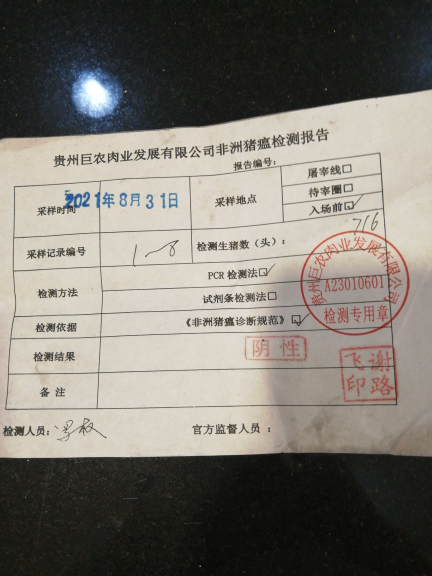 贵州巨农肉业发展有限公司非洲猪瘟检测报告
报告编号：
采样时间
2021年8月31日
采样地点
屠宰线□
待宰圈□
入场前☑
采样记录编号
1-8
检测生猪数（头）：
716
检测方法
PCR 检测法☑
试剂条检测法□
检测依据
《非洲猪瘟诊断规范》☑
检测结果
阴性
备注
贵州巨农肉业发展有限公司
A23010601
检测专用章
谢路飞印
检测人员：
官方监督人员：